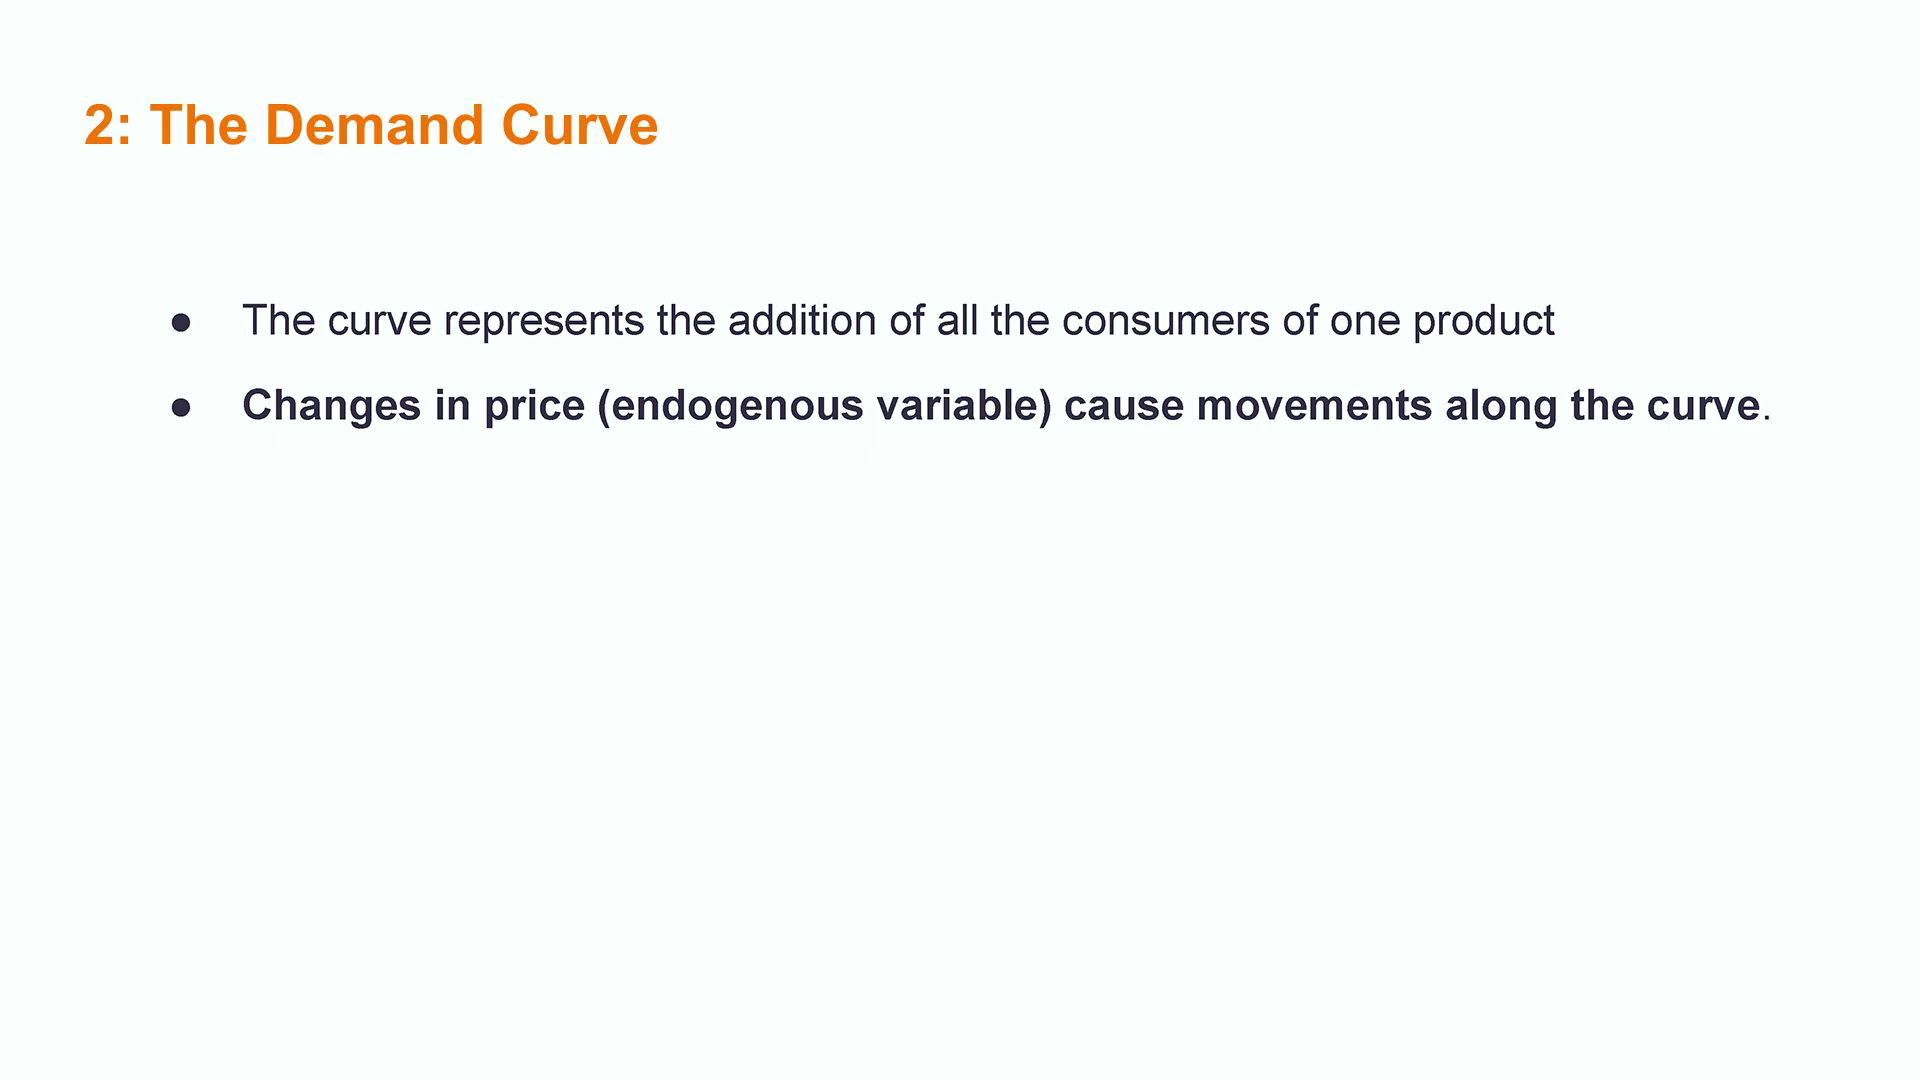 2: The Demand Curve
● The curve represents the addition of all the consumers of one product
● Changes in price (endogenous variable) cause movements along the curve.